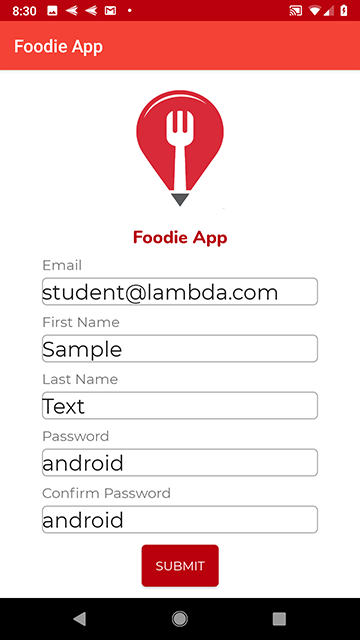 8:30
Foodie App
Foodie App
Email
student@lambda.com
First Name
Sample
Last Name
Text
Password
android
Confirm Password
android
SUBMIT